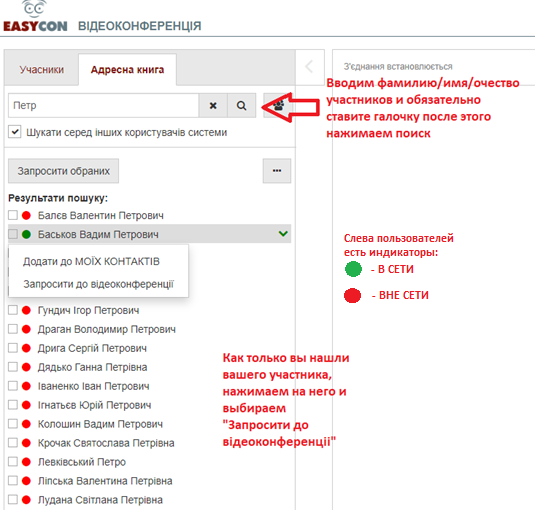 EASYCON ВІДЕОКОНФЕРЕНЦІЯ
Учасники Адресна книга
З'єднання встановлюється
Петр
Вводим фамилию/имя/очество
участников и обязательно
ставите галочку после этого
нажимаем поиск
Шукати серед інших користувачів системи
Запросити обраних
Результати пошуку:
Балєв Валентин Петрович
Баськов Вадим Петрович
Додати до МОЇХ КОНТАКТІВ
Запросити до відеоконференції
Слева пользователей
есть индикаторы:
- В СЕТИ
- ВНЕ СЕТИ
Гундич Ігор Петрович
Драган Володимир Петрович
Дрига Сергій Петрович
Дядько Ганна Петрівна
Іваненко Іван Петрович
Ігнатьєв Юрій Петрович
Колошин Вадим Петрович
Крочак Святослава Петрівна
Левківський Петро
Ліпська Валентина Петрівна
Лудана Світлана Петрівна
Как только вы нашли
вашего участника,
нажимаем на него и
выбираем
"Запросити до
відеоконференції"